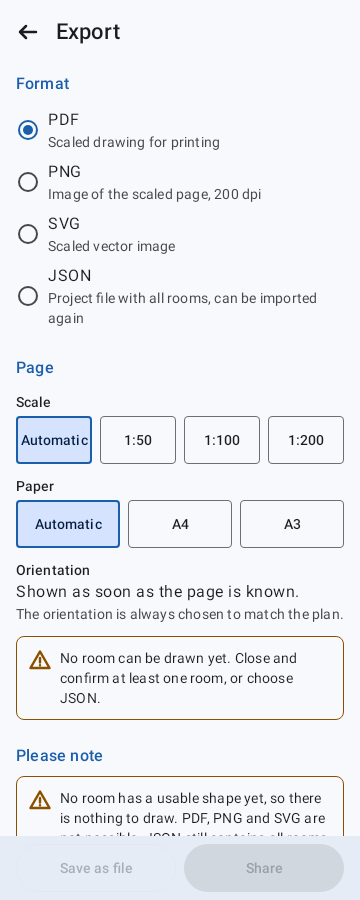 Export
Format
PDF
Scaled drawing for printing
PNG
Image of the scaled page, 200 dpi
SVG
Scaled vector image
JSON
Project file with all rooms, can be imported
again
Page
Scale
Automatic 1:50 1:100 1:200
Paper
Automatic A4 A3
Orientation
Shown as soon as the page is known.
The orientation is always chosen to match the plan.
No room can be drawn yet. Close and
confirm at least one room, or choose
JSON.
Please note
No room has a usable shape yet, so there
is nothing to draw. PDF, PNG and SVG are
Save as file Share